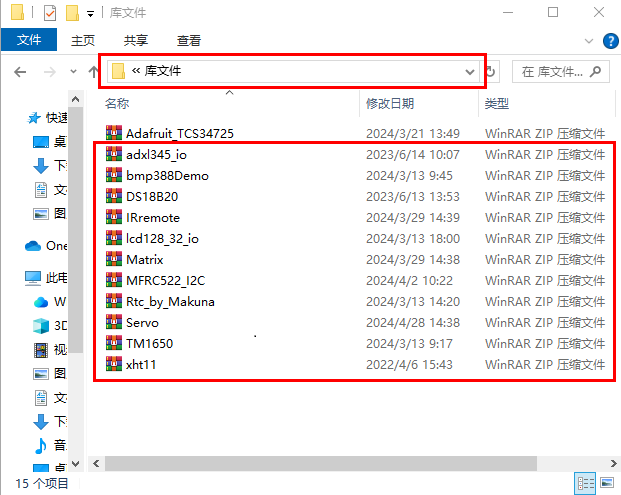 库文件
文件 主页 共享 查看
« 库文件 在 库文件...
名称 修改日期 类型
Adafruit_TCS34725 2024/3/21 13:49 WinRAR ZIP 压缩文件
adxl345_io 2023/6/14 10:07 WinRAR ZIP 压缩文件
bmp388Demo 2024/3/13 9:45 WinRAR ZIP 压缩文件
DS18B20 2023/6/13 13:53 WinRAR ZIP 压缩文件
IRremote 2024/3/29 14:39 WinRAR ZIP 压缩文件
lcd128_32_io 2024/3/13 18:00 WinRAR ZIP 压缩文件
Matrix 2024/3/29 14:38 WinRAR ZIP 压缩文件
MFRC522_I2C 2024/4/2 10:22 WinRAR ZIP 压缩文件
Rtc_by_Makuna 2024/3/13 14:20 WinRAR ZIP 压缩文件
Servo 2024/4/28 14:38 WinRAR ZIP 压缩文件
TM1650 2024/3/13 9:17 WinRAR ZIP 压缩文件
xht11 2022/4/6 15:43 WinRAR ZIP 压缩文件
快速
桌
下
文
图
One
此电
W
3D
视
图
文
下
音
桌
15 个项目